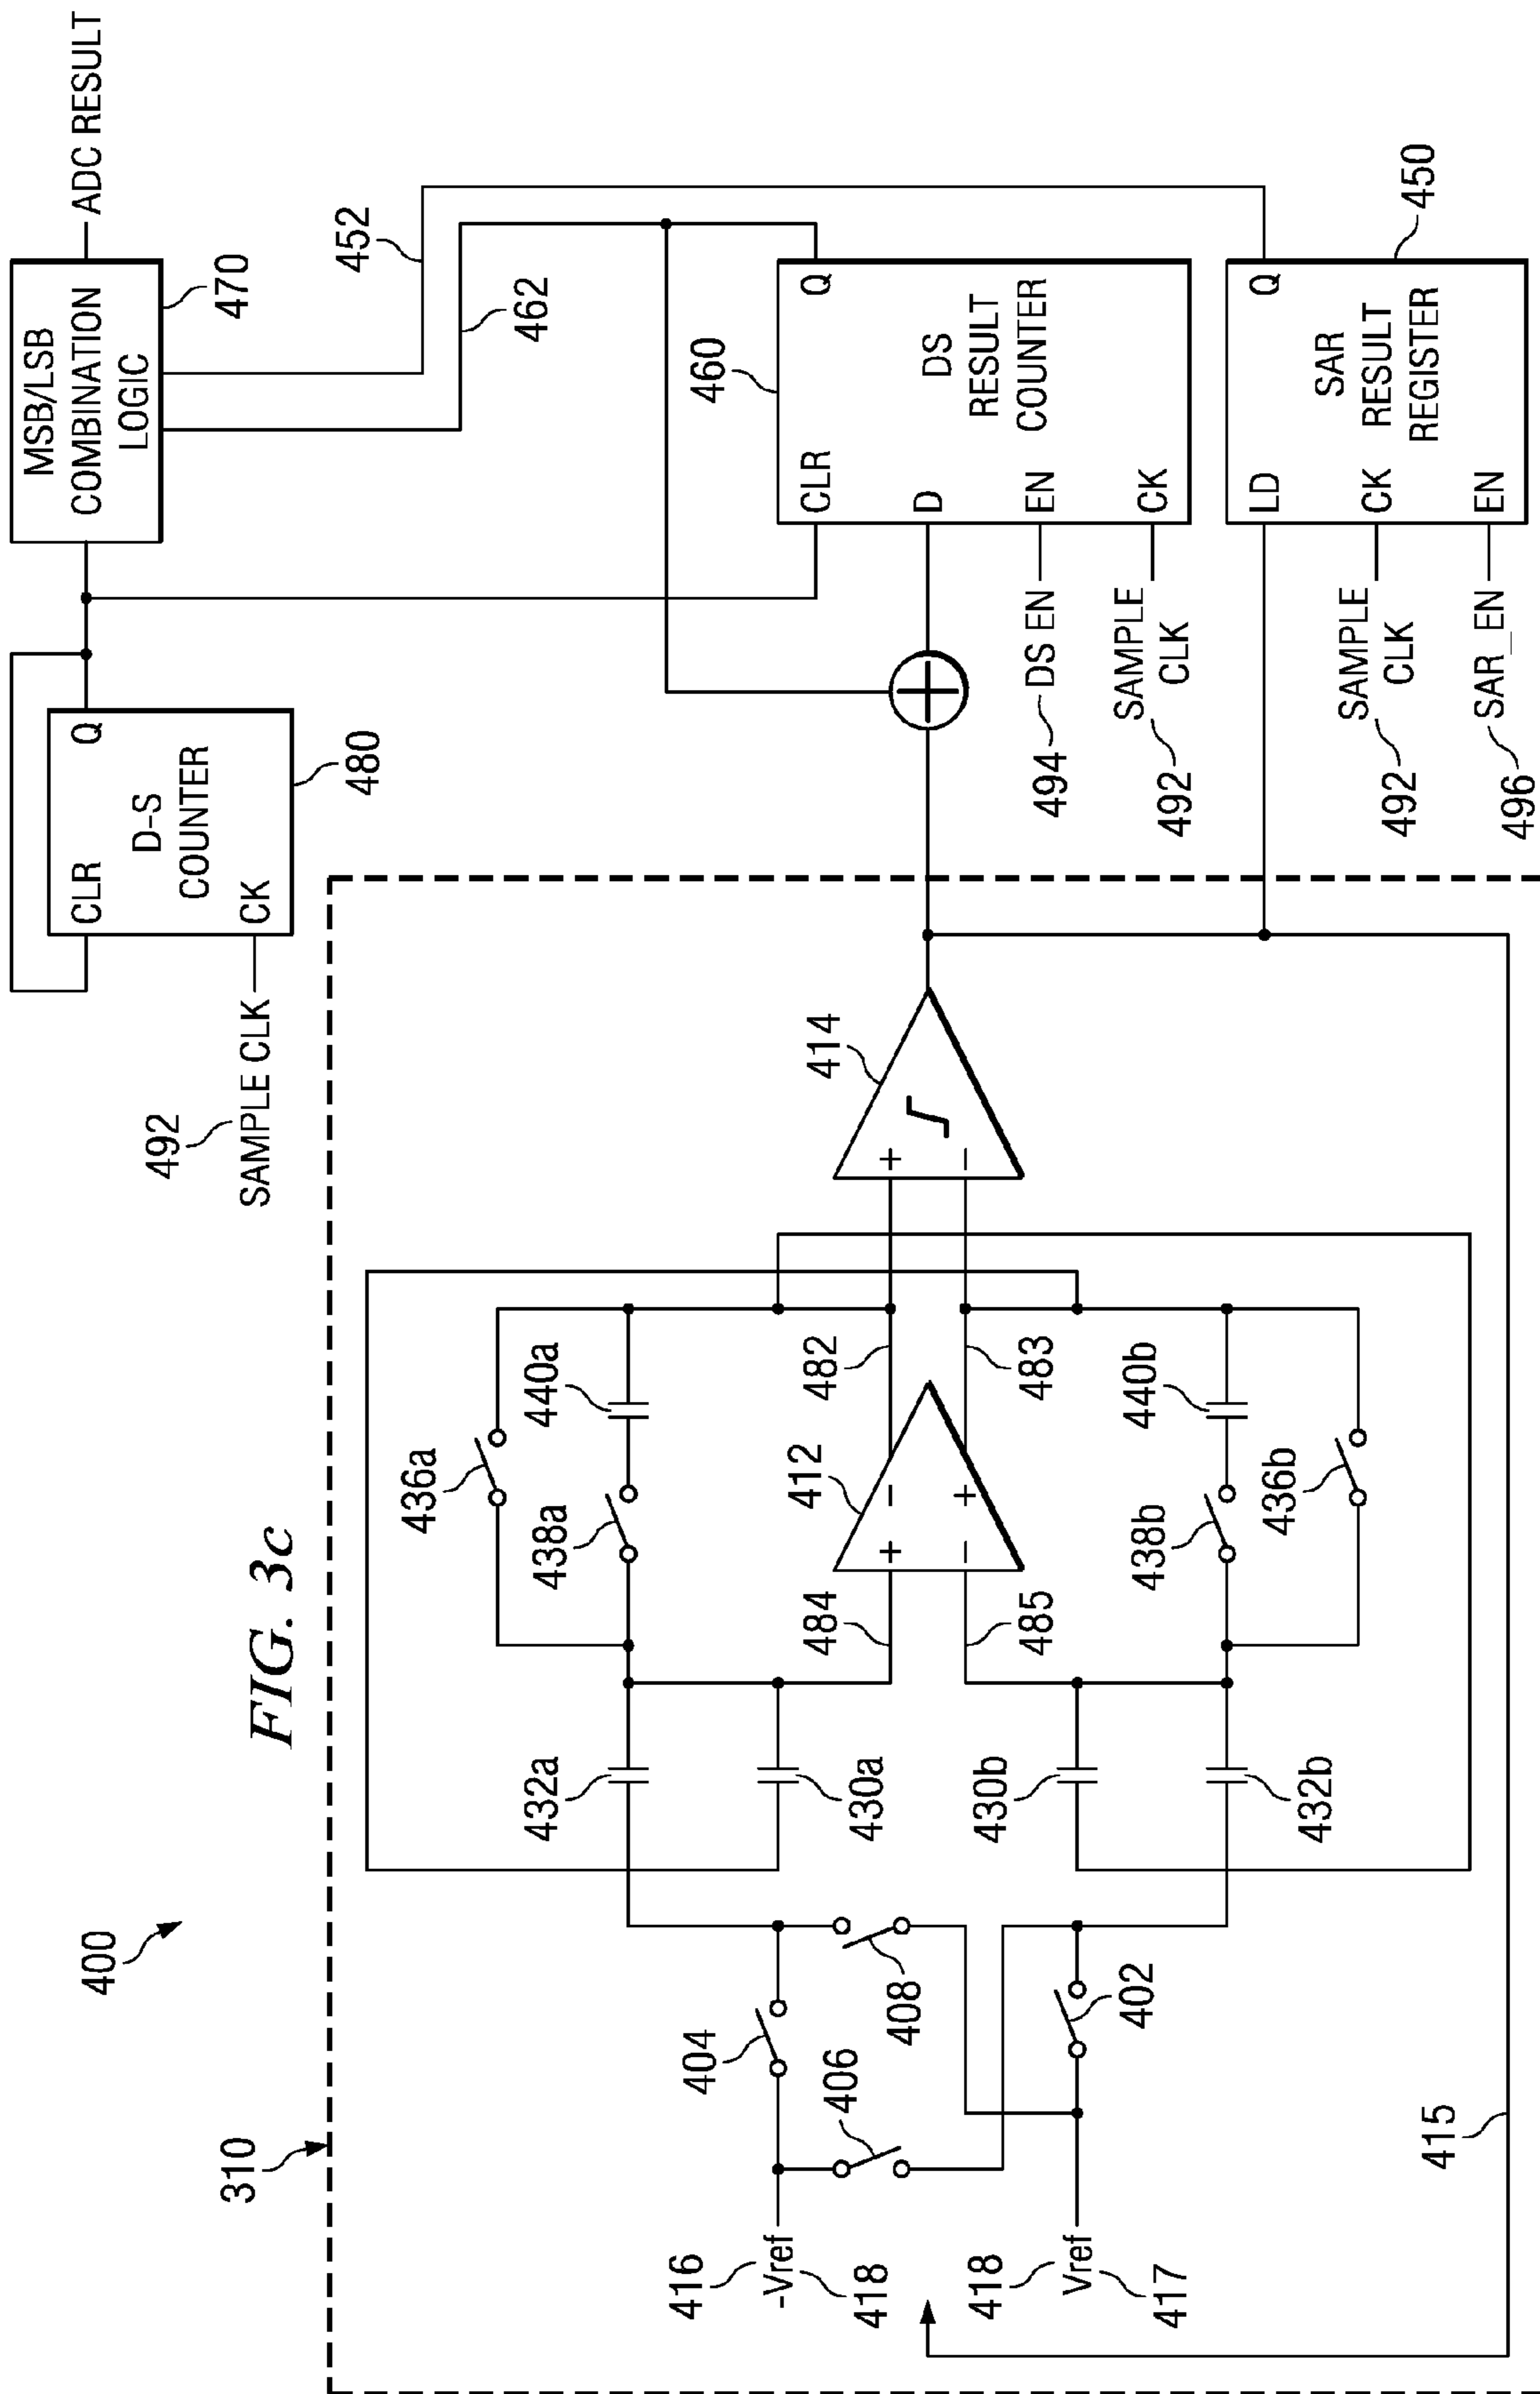 FIG. 3c
400
310
492
SAMPLE CLK
CLR
Q
D-S
COUNTER
CK
480
MSB/LSB
COMBINATION
LOGIC
470
ADC RESULT
452
462
460
CLR
Q
D
DS
RESULT
COUNTER
EN
CK
494
DS EN
492
SAMPLE
CLK
LD
Q
SAR
RESULT
REGISTER
CK
EN
450
492
SAMPLE
CLK
496
SAR_EN
416
-Vref
418
418
Vref
417
404
406
408
402
415
432a
430a
430b
432b
436a
438a
440a
484
485
412
+
-
-
+
482
483
438b
440b
436b
414
+
-